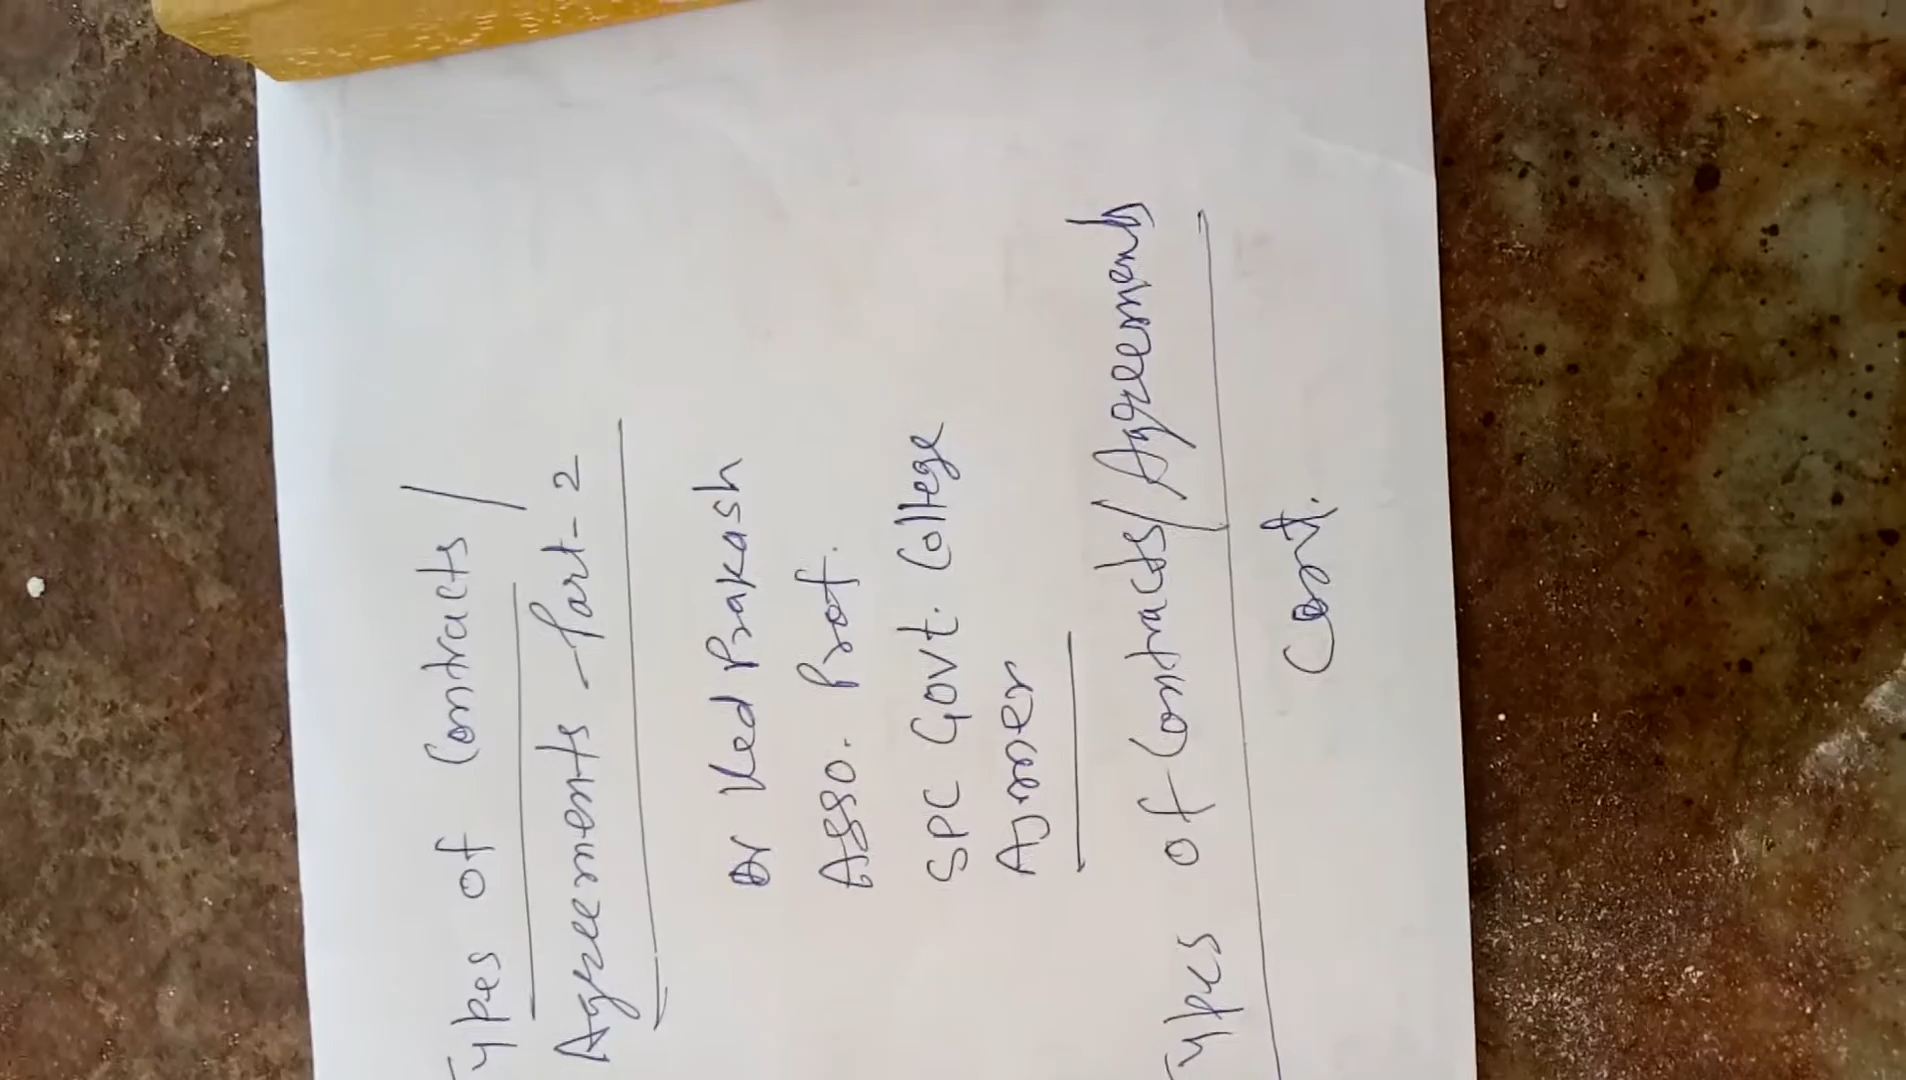 Types of Contracts /
Agreements - Part-2
Dr Ved Prakash
Asso. Prof.
SPC Govt. College
Ajmer
Types of Contracts/Agreements
Cont.